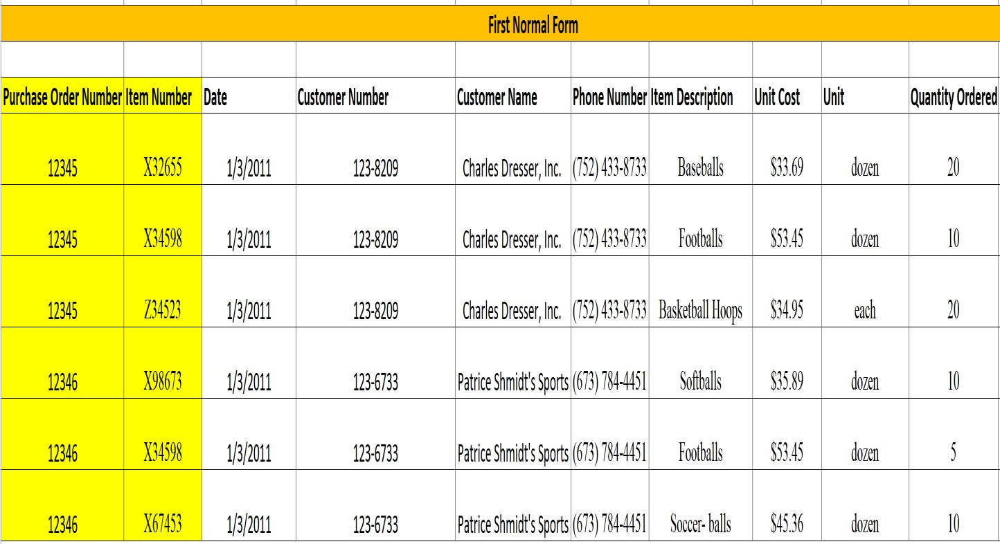 First Normal Form
Purchase Order Number Item Number Date Customer Number Customer Name Phone Number Item Description Unit Cost Unit Quantity Ordered
12345 X32655 1/3/2011 123-8209 Charles Dresser, Inc. (752) 433-8733 Baseballs $33.69 dozen 20
12345 X34598 1/3/2011 123-8209 Charles Dresser, Inc. (752) 433-8733 Footballs $53.45 dozen 10
12345 Z34523 1/3/2011 123-8209 Charles Dresser, Inc. (752) 433-8733 Basketball Hoops $34.95 each 20
12346 X98673 1/3/2011 123-6733 Patrice Shmidt's Sports (673) 784-4451 Softballs $35.89 dozen 10
12346 X34598 1/3/2011 123-6733 Patrice Shmidt's Sports (673) 784-4451 Footballs $53.45 dozen 5
12346 X67453 1/3/2011 123-6733 Patrice Shmidt's Sports (673) 784-4451 Soccer- balls $45.36 dozen 10